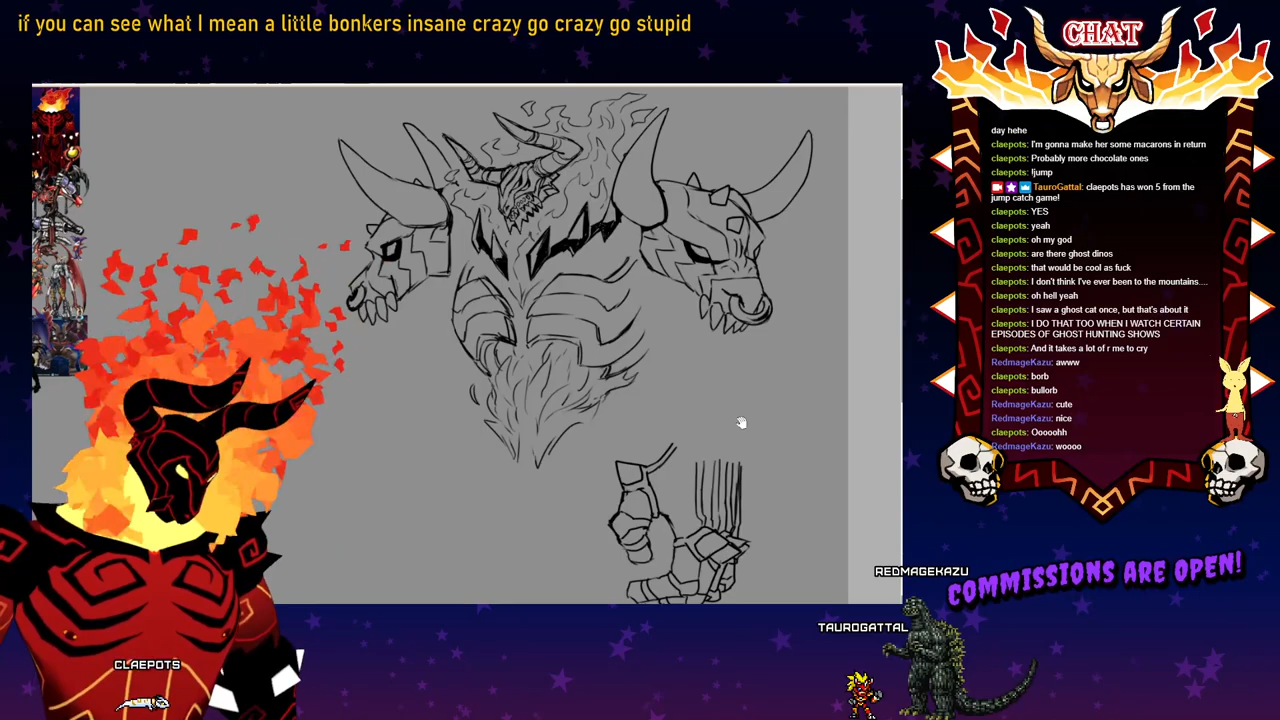 if you can see what I mean a little bonkers insane crazy go crazy go stupid
CHAT
day hehe
claepots: I'm gonna make her some macarons in return
claepots: Probably more chocolate ones
claepots: !jump
TauroGattal: claepots has won 5 from the
jump catch game!
claepots: YES
claepots: yeah
claepots: oh my god
claepots: are there ghost dinos
claepots: that would be cool as fuck
claepots: I don't think I've ever been to the mountains....
claepots: oh hell yeah
claepots: I saw a ghost cat once, but that's about it
claepots: I DO THAT TOO WHEN I WATCH CERTAIN
EPISODES OF GHOST HUNTING SHOWS
claepots: And it takes a lot of r me to cry
RedmageKazu: awww
claepots: borb
claepots: bullorb
RedmageKazu: cute
RedmageKazu: nice
claepots: Ooooohh
RedmageKazu: woooo
REDMAGEKAZU
COMMISSIONS ARE OPEN!
TAUROGATTAL
CLAEPOTS